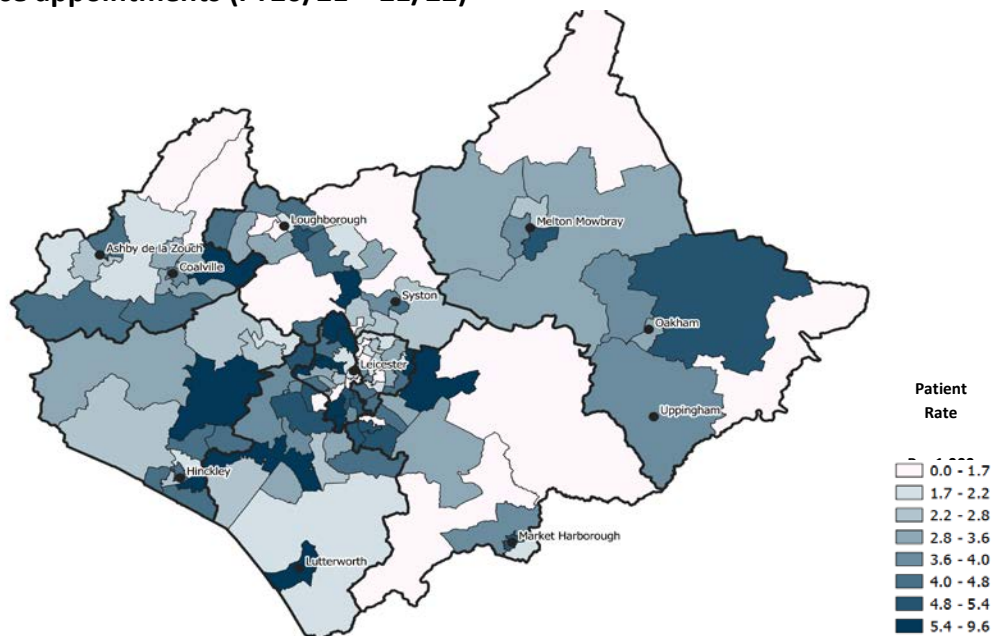 appointments (
Loughborough
Melton Mowbray
Ashby de la Zouch
Coalville
Syston
Oakham
Leicester
Uppingham
Hinckley
Market Harborough
Lutterworth
Patient
Rate
0.0 - 1.7
1.7 - 2.2
2.2 - 2.8
2.8 - 3.6
3.6 - 4.0
4.0 - 4.8
4.8 - 5.4
5.4 - 9.6